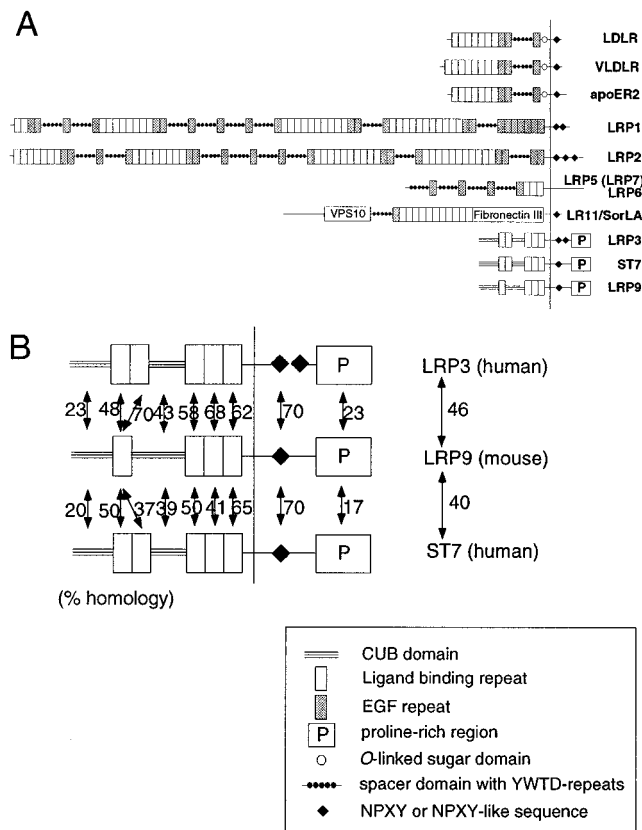 A
LDLR
VLDLR
apoER2
LRP1
LRP2
LRP5 (LRP7)
LRP6
VPS10 Fibronectin III LR11/SorLA
P LRP3
P ST7
P LRP9
B
P LRP3 (human)
23 48 70 43 58 68 62 70 23 46
P LRP9 (mouse)
20 50 37 39 50 41 65 70 17 40
P ST7 (human)
(% homology)
CUB domain
Ligand binding repeat
EGF repeat
P proline-rich region
O-linked sugar domain
spacer domain with YWTD-repeats
NPXY or NPXY-like sequence